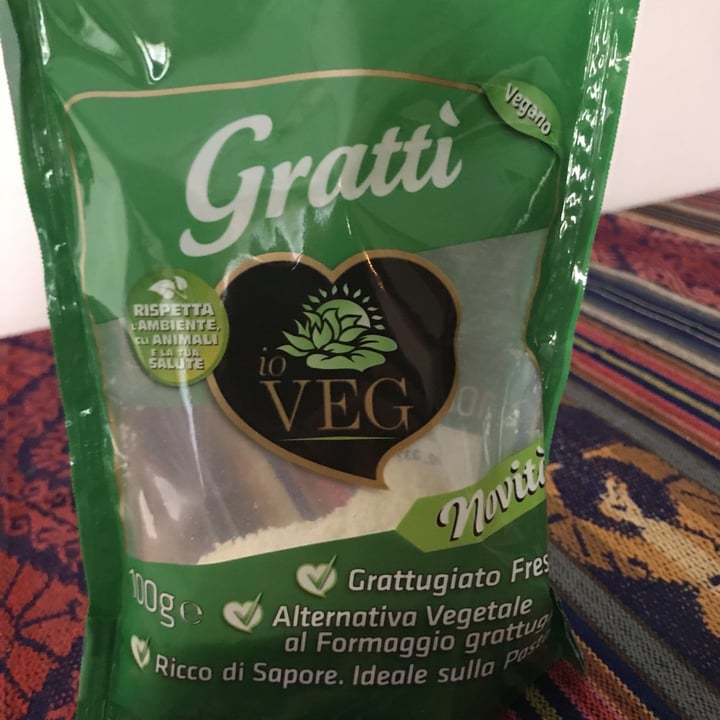 Grattì
Vegano
RISPETTA
L'AMBIENTE,
GLI ANIMALI
E LA TUA
SALUTE
io
VEG
Novità
100g e
Grattugiato Fres
Alternativa Vegetale
al Formaggio grattug
Ricco di Sapore. Ideale sulla Pasta